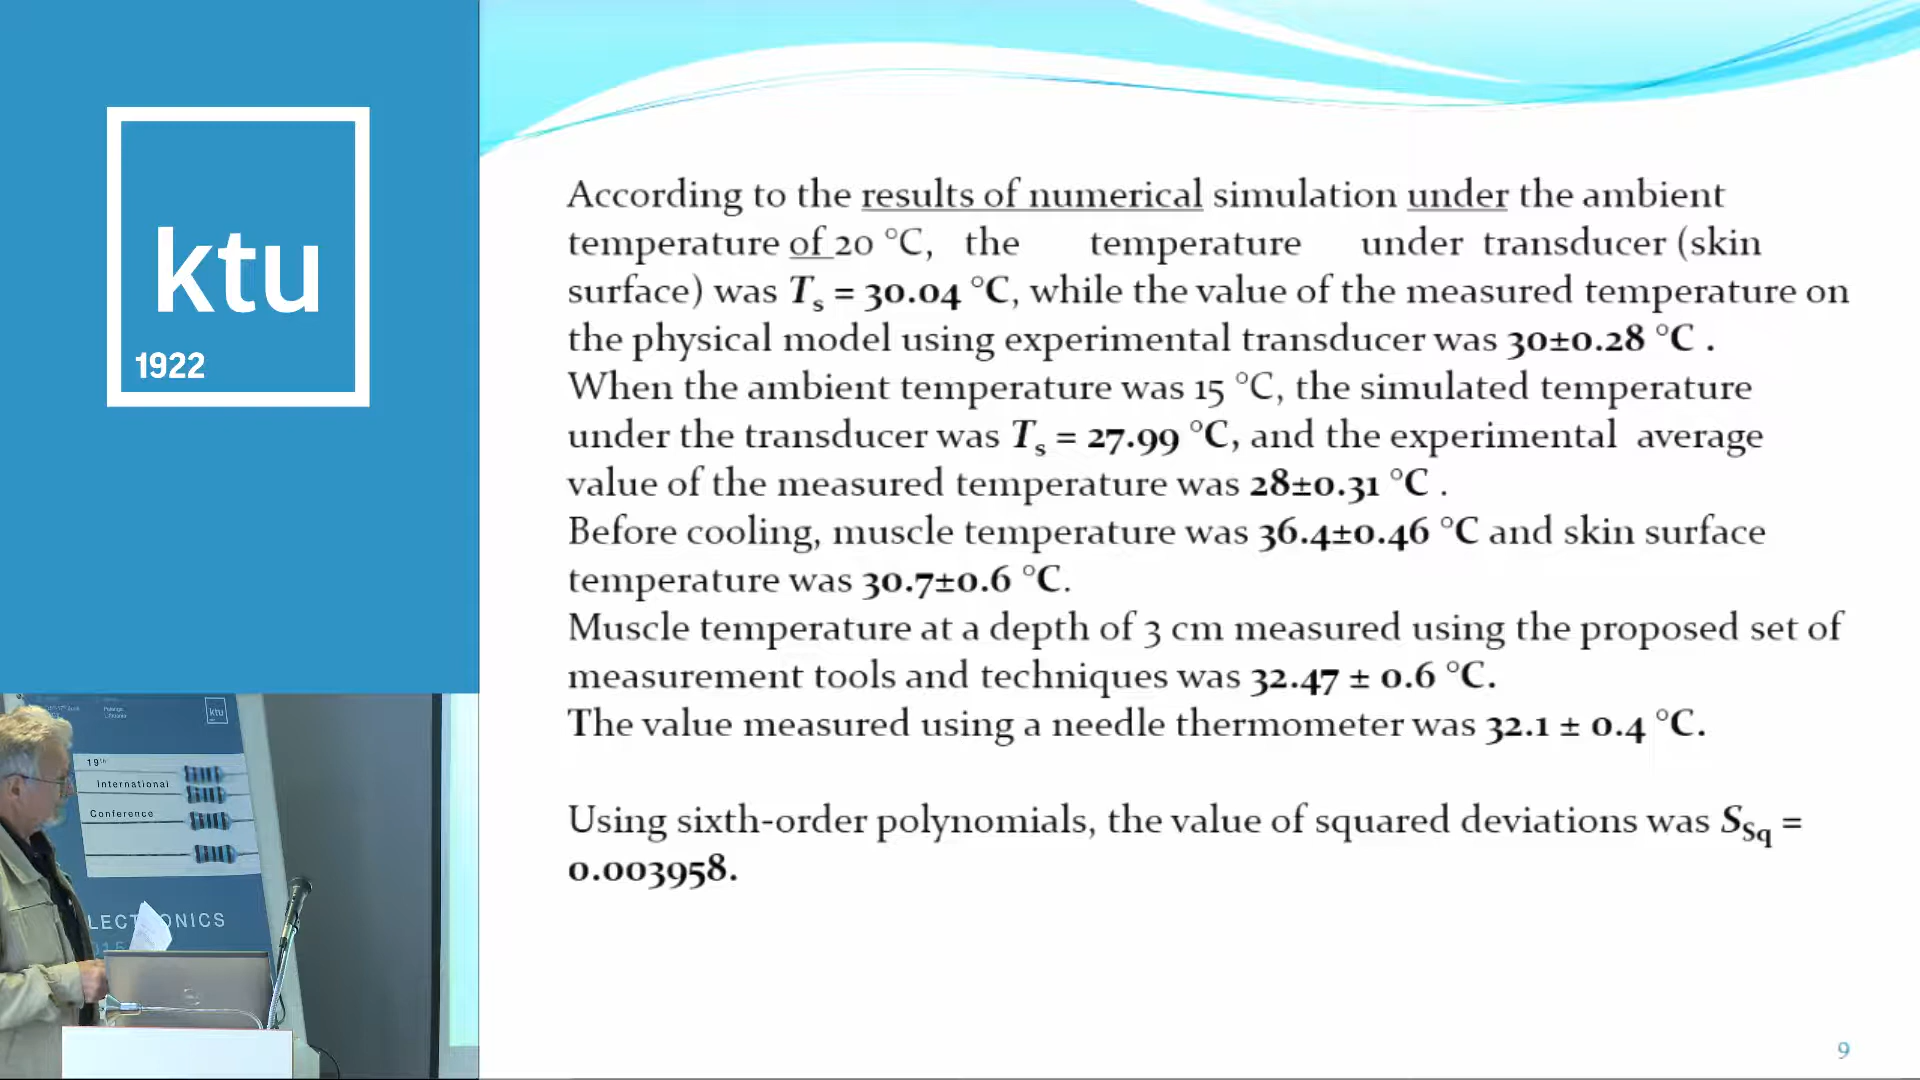 ktu
1922
According to the results of numerical simulation under the ambient
temperature of 20 °C, the temperature under transducer (skin
surface) was Ts = 30.04 °C, while the value of the measured temperature on
the physical model using experimental transducer was 30±0.28 °C .
When the ambient temperature was 15 °C, the simulated temperature
under the transducer was Ts = 27.99 °C, and the experimental average
value of the measured temperature was 28±0.31 °C .
Before cooling, muscle temperature was 36.4±0.46 °C and skin surface
temperature was 30.7±0.6 °C.
Muscle temperature at a depth of 3 cm measured using the proposed set of
measurement tools and techniques was 32.47 ± 0.6 °C.
The value measured using a needle thermometer was 32.1 ± 0.4 °C.
Using sixth-order polynomials, the value of squared deviations was SSq =
0.003958.
9
Palanga,
Lithuania
ktu
19th
International
Conference